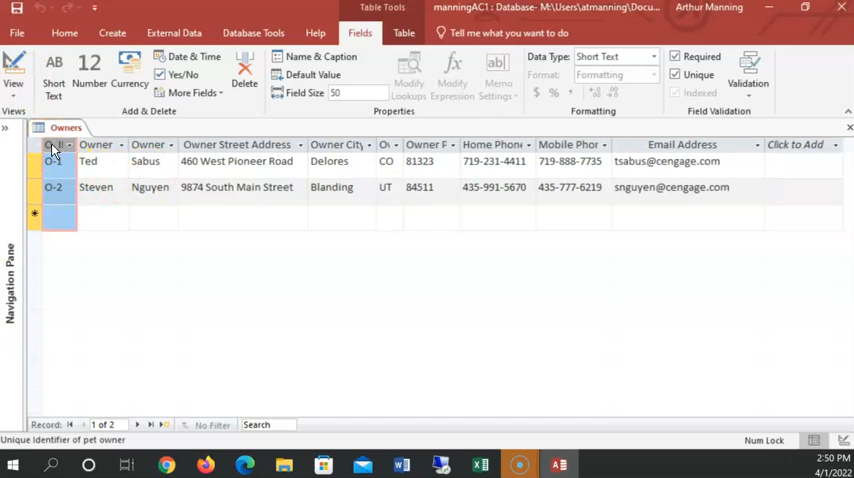 Table Tools manningAC1 : Database- M:\Users\atmanning\Docu... Arthur Manning
File Home Create External Data Database Tools Help Fields Table Tell me what you want to do
View
Views
AB Short Text
12 Number
Currency
Date & Time
Yes/No
More Fields
Delete
Add & Delete
Name & Caption
Default Value
Field Size 50
Modify Lookups
fx Modify Expression
ab Memo Settings
Properties
Data Type: Short Text
Format: Formatting
$ % ,
Formatting
Required
Unique
Indexed
Validation
Field Validation
Owners
Owner Owner Owner Street Address Owner City Owner P Home Phone Mobile Phor Email Address Click to Add
O-1 Ted Sabus 460 West Pioneer Road Delores CO 81323 719-231-4411 719-888-7735 tsabus@cengage.com
O-2 Steven Nguyen 9874 South Main Street Blanding UT 84511 435-991-5670 435-777-6219 snguyen@cengage.com
Navigation Pane
Record: 1 of 2 No Filter Search
Unique Identifier of pet owner Num Lock
2:50 PM
4/1/2022